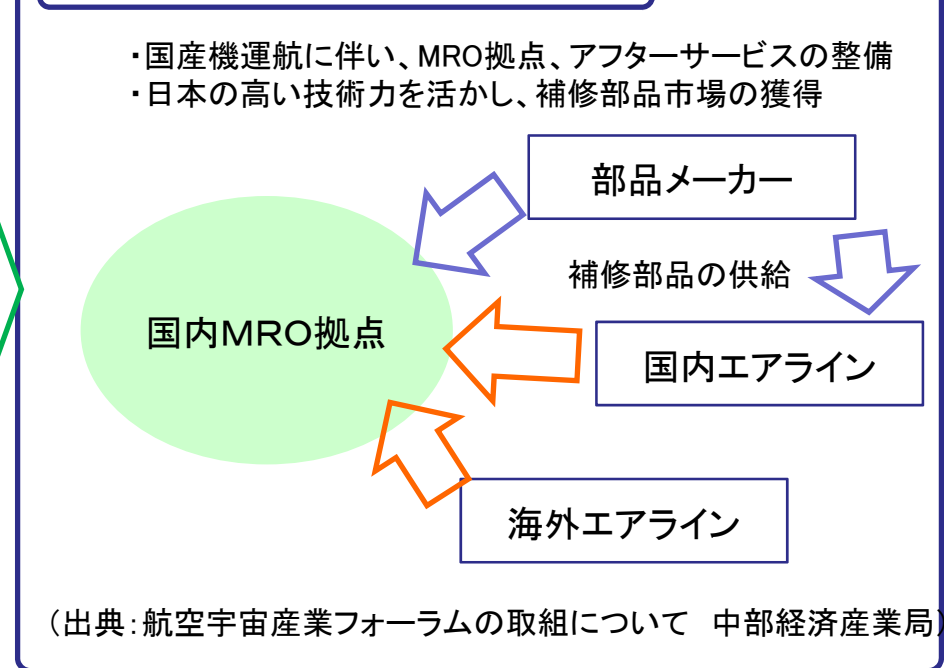 ・国産機運航に伴い、MRO拠点、アフターサービスの整備
・日本の高い技術力を活かし、補修部品市場の獲得
部品メーカー
補修部品の供給
国内ＭＲＯ拠点
国内エアライン
海外エアライン
（出典：航空宇宙産業フォーラムの取組について　中部経済産業局）